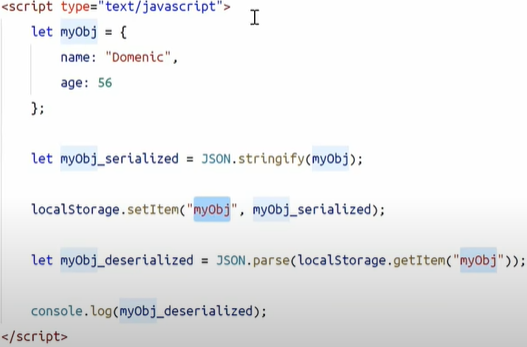 <script type="text/javascript">
let myObj = {
name: "Domenic",
age: 56
};
let myObj_serialized = JSON.stringify(myObj);
localStorage.setItem("myObj", myObj_serialized);
let myObj_deserialized = JSON.parse(localStorage.getItem("myObj"));
console.log(myObj_deserialized);
</script>